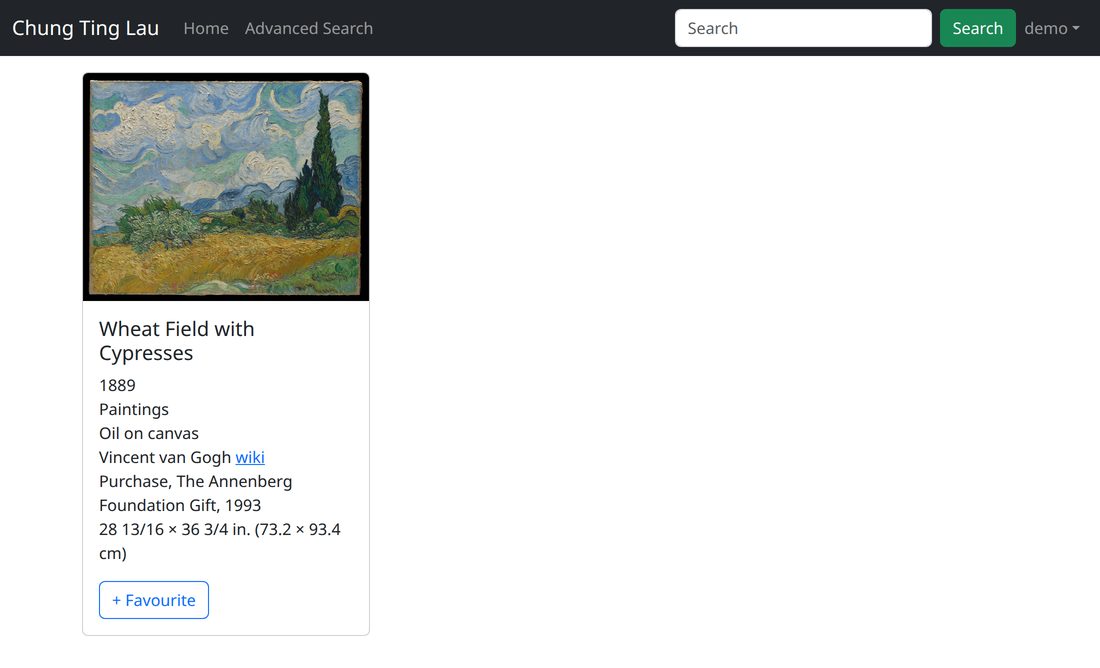 Chung Ting Lau Home Advanced Search Search Search demo
Wheat Field with
Cypresses
1889
Paintings
Oil on canvas
Vincent van Gogh wiki
Purchase, The Annenberg
Foundation Gift, 1993
28 13/16 × 36 3/4 in. (73.2 × 93.4
cm)
+ Favourite